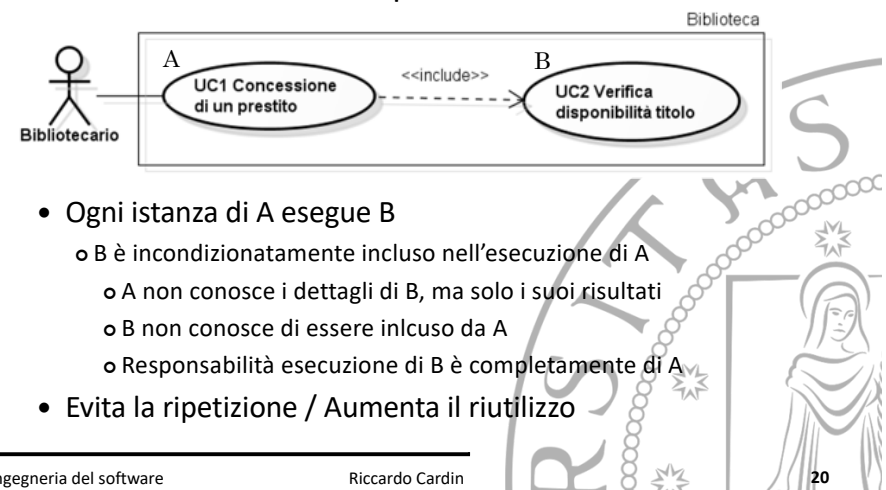 Biblioteca
A
B
UC1 Concessione
di un prestito
<<include>>
UC2 Verifica
disponibilità titolo
Bibliotecario
• Ogni istanza di A esegue B
o B è incondizionatamente incluso nell'esecuzione di A
o A non conosce i dettagli di B, ma solo i suoi risultati
o B non conosce di essere inlcuso da A
o Responsabilità esecuzione di B è completamente di A
• Evita la ripetizione / Aumenta il riutilizzo
ngegneria del software
Riccardo Cardin
20